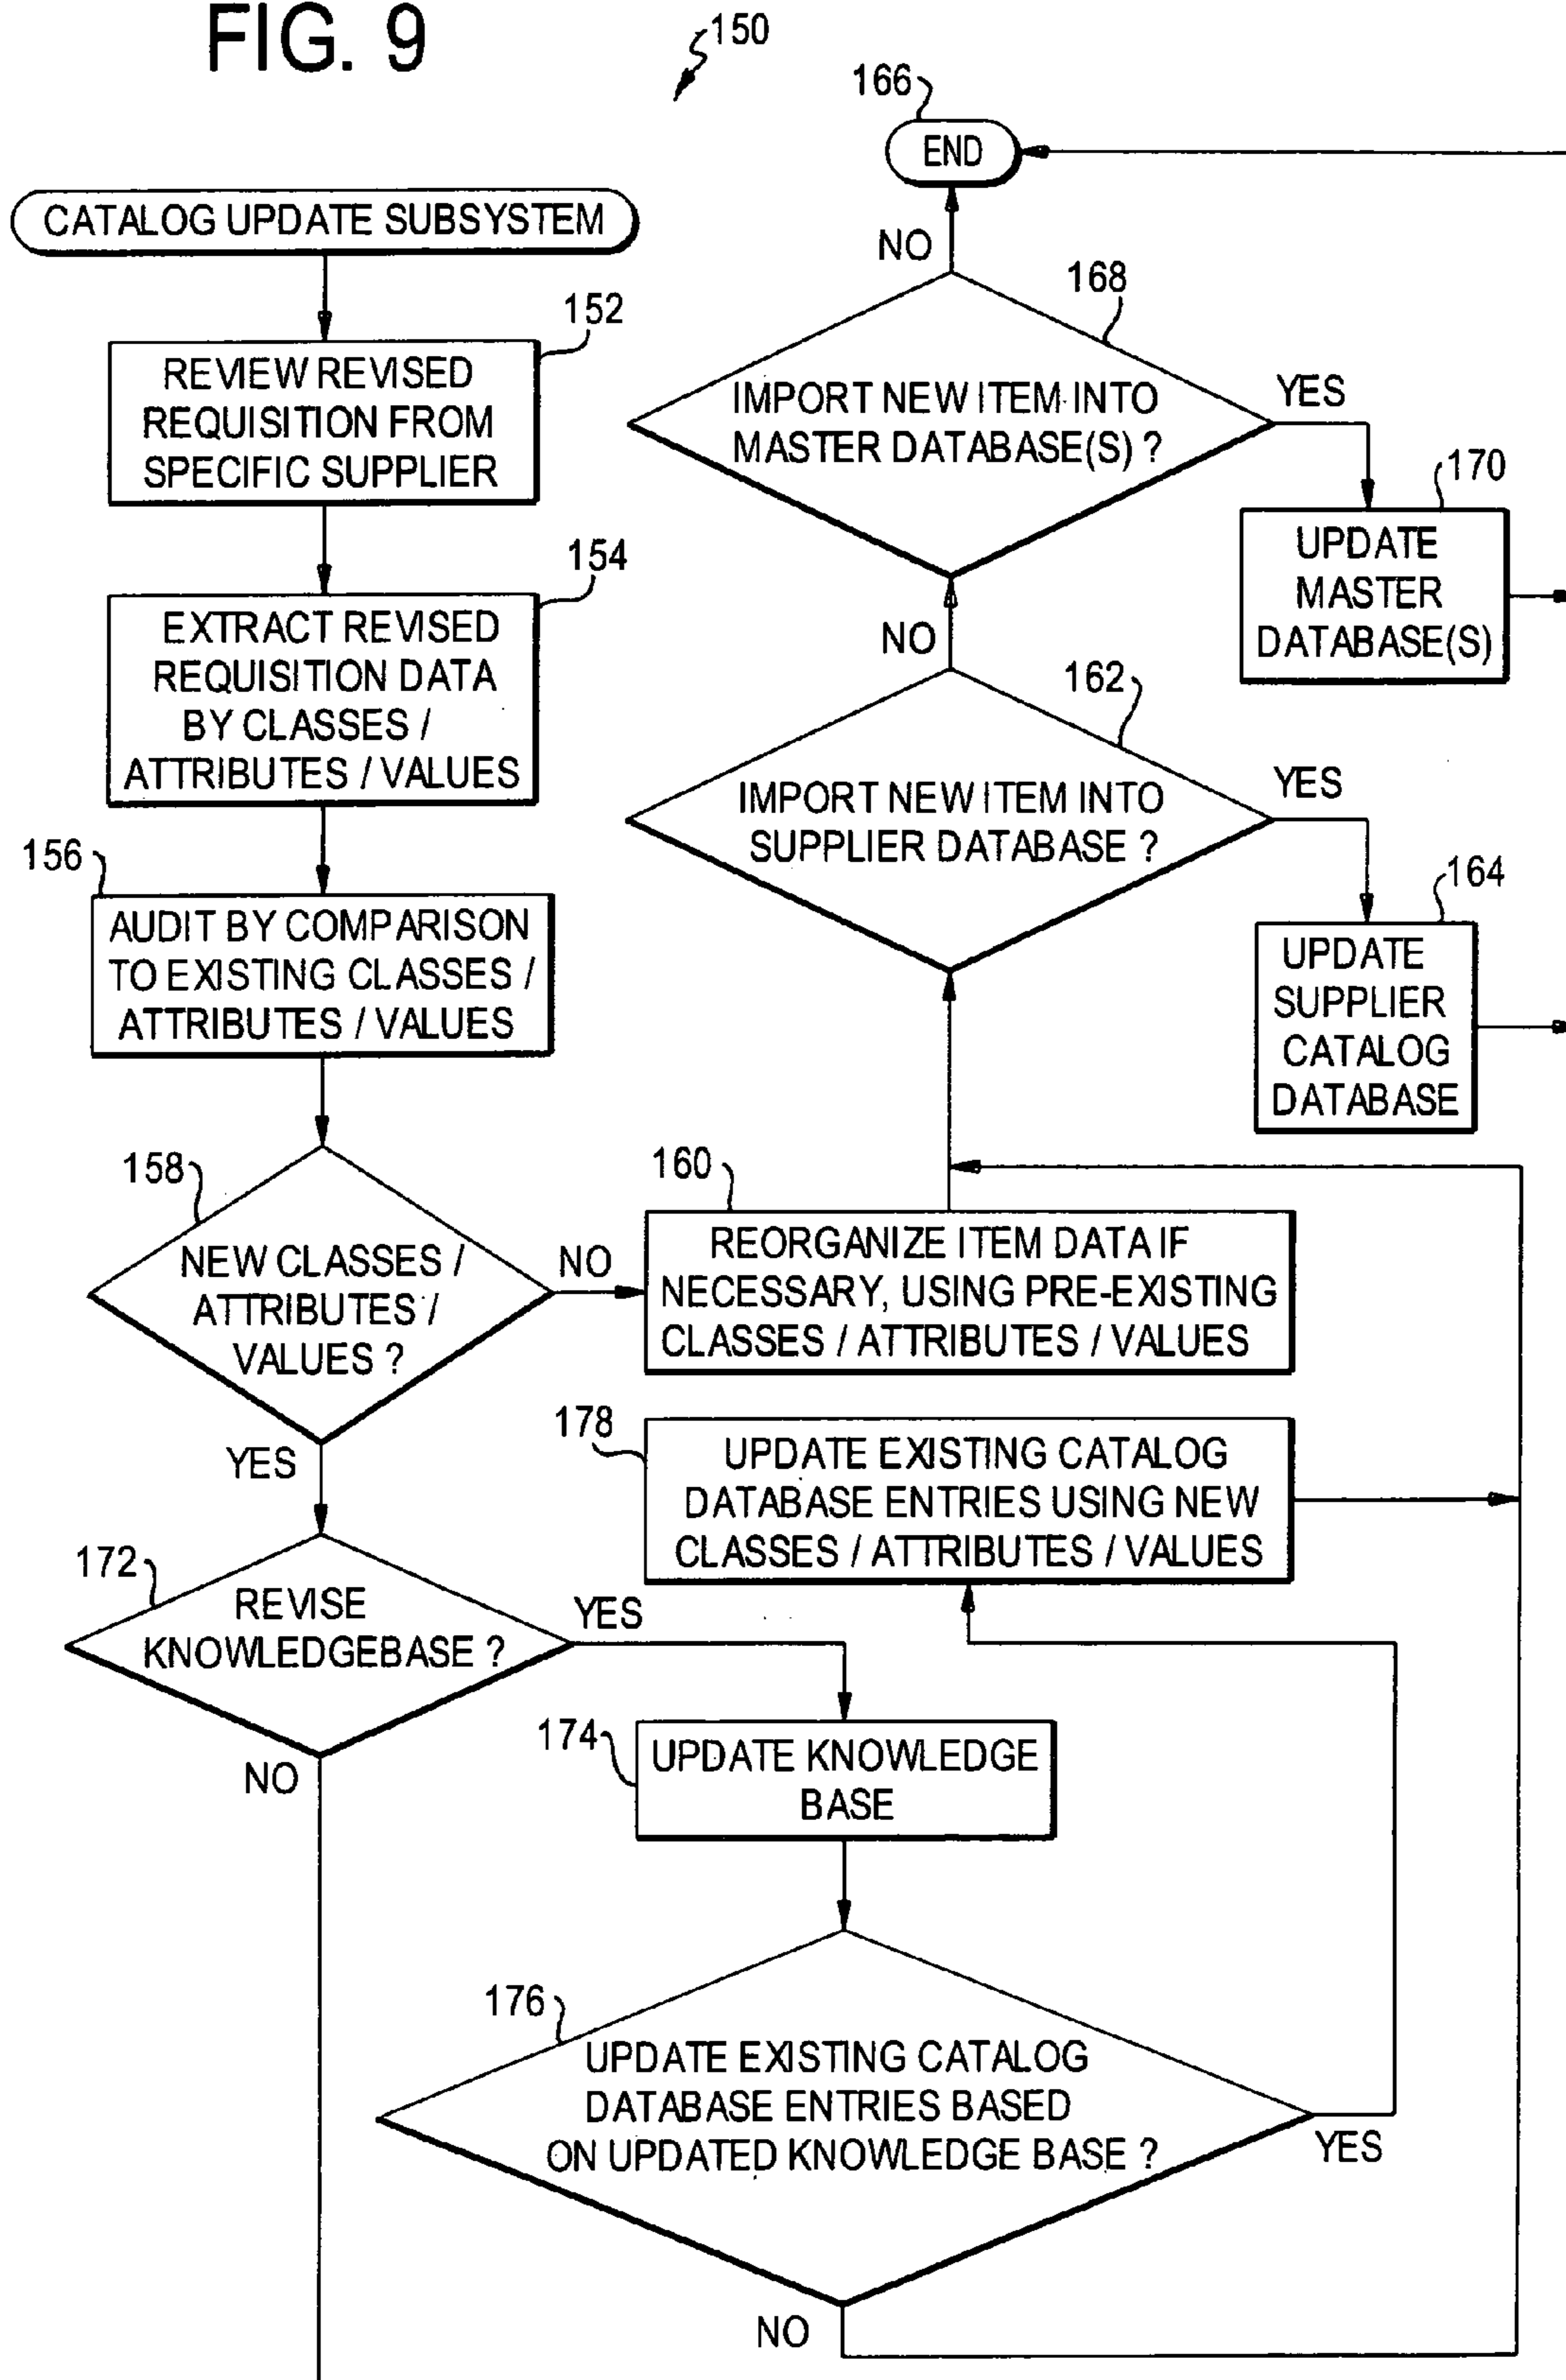 FIG. 9
150
166
END
CATALOG UPDATE SUBSYSTEM
NO
168
152
REVIEW REVISED
REQUISITION FROM
SPECIFIC SUPPLIER
IMPORT NEW ITEM INTO
MASTER DATABASE(S) ?
YES
170
UPDATE
MASTER
DATABASE(S)
154
EXTRACT REVISED
REQUISITION DATA
BY CLASSES /
ATTRIBUTES / VALUES
NO
162
IMPORT NEW ITEM INTO
SUPPLIER DATABASE ?
YES
164
UPDATE
SUPPLIER
CATALOG
DATABASE
156
AUDIT BY COMPARISON
TO EXISTING CLASSES /
ATTRIBUTES / VALUES
158
NEW CLASSES /
ATTRIBUTES /
VALUES ?
NO
160
REORGANIZE ITEM DATA IF
NECESSARY, USING PRE-EXISTING
CLASSES / ATTRIBUTES / VALUES
YES
178
UPDATE EXISTING CATALOG
DATABASE ENTRIES USING NEW
CLASSES / ATTRIBUTES / VALUES
172
REVISE
KNOWLEDGEBASE ?
YES
NO
174
UPDATE KNOWLEDGE
BASE
176
UPDATE EXISTING CATALOG
DATABASE ENTRIES BASED
ON UPDATED KNOWLEDGE BASE ?
YES
NO